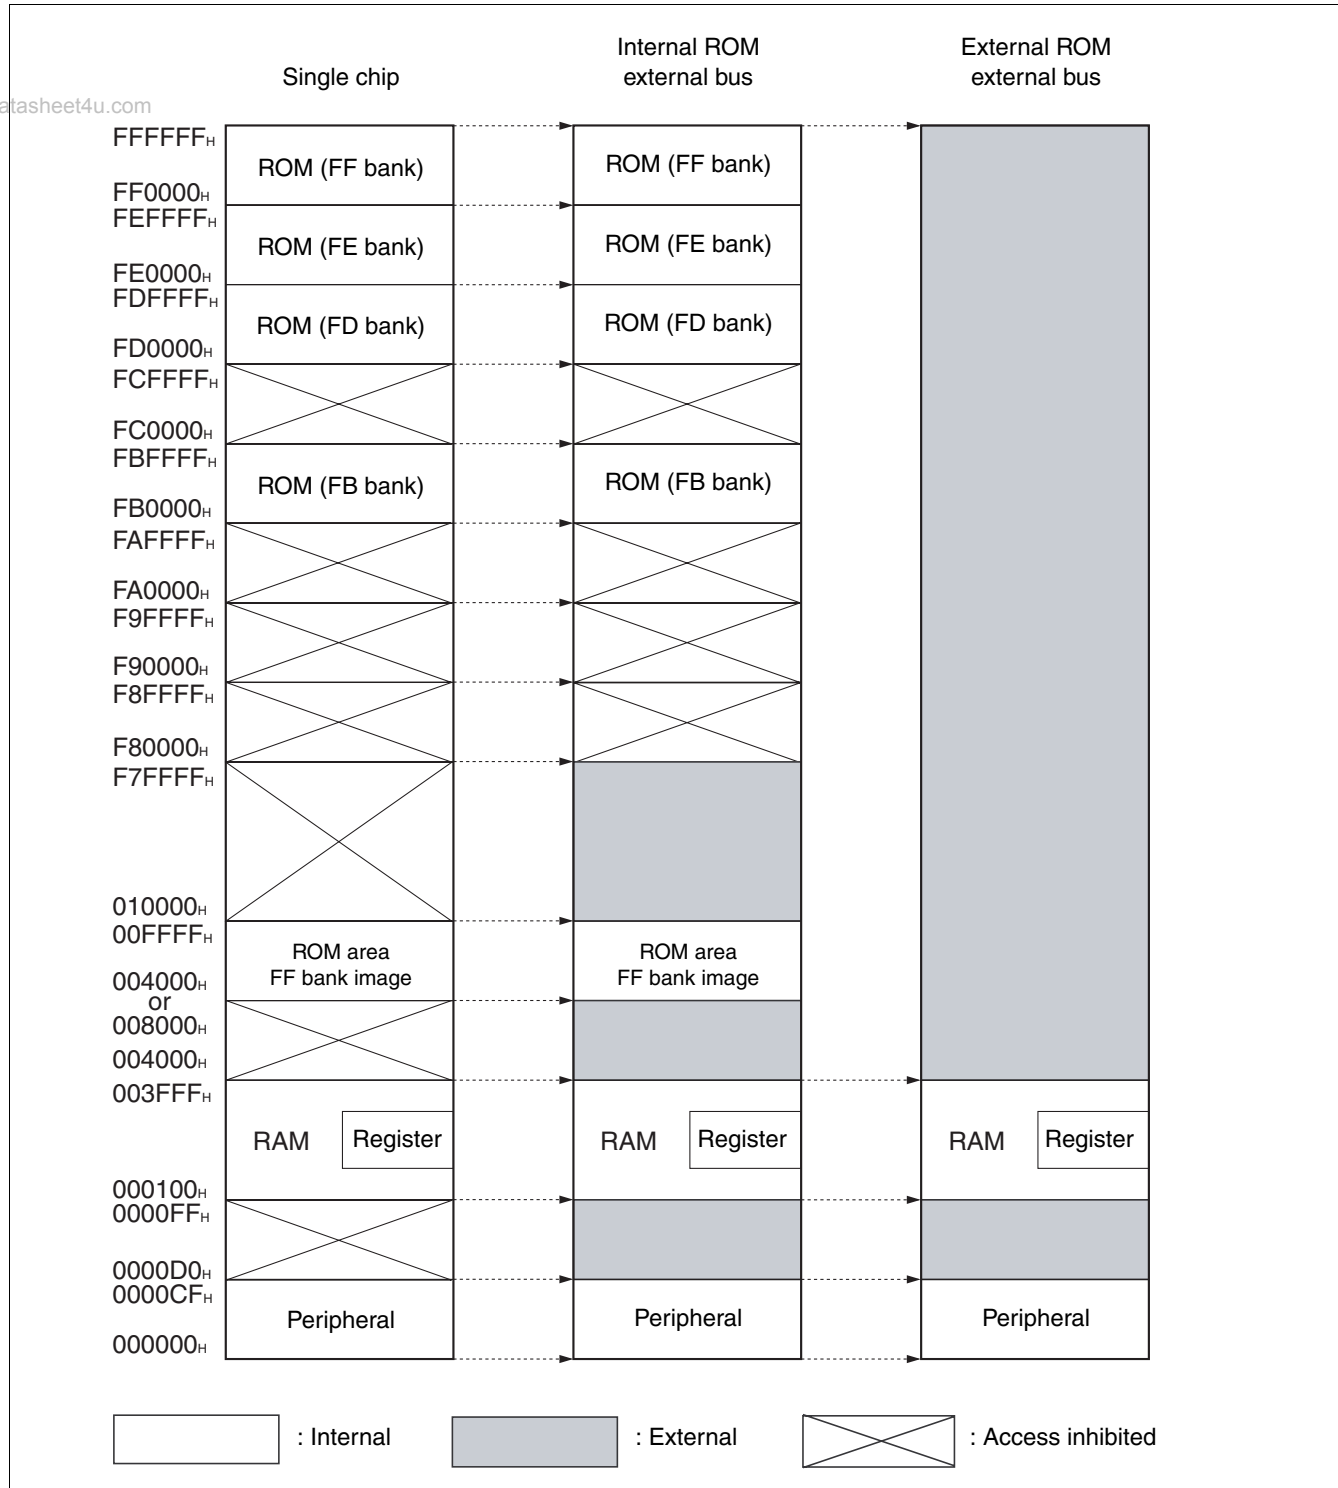 Single chip
Internal ROM
external bus
External ROM
external bus
atasheet4u.com
FFFFFFH
FF0000H
FEFFFFH
FE0000H
FDFFFFH
FD0000H
FCFFFFH
FC0000H
FBFFFFH
FB0000H
FAFFFFH
FA0000H
F9FFFFH
F90000H
F8FFFFH
F80000H
F7FFFFH
010000H
00FFFFH
004000H
or
008000H
004000H
003FFFH
000100H
0000FFH
0000D0H
0000CFH
000000H
ROM (FF bank)
ROM (FE bank)
ROM (FD bank)
ROM (FB bank)
ROM area
FF bank image
RAM
Register
Peripheral
ROM (FF bank)
ROM (FE bank)
ROM (FD bank)
ROM (FB bank)
ROM area
FF bank image
RAM
Register
Peripheral
RAM
Register
Peripheral
: Internal
: External
: Access inhibited